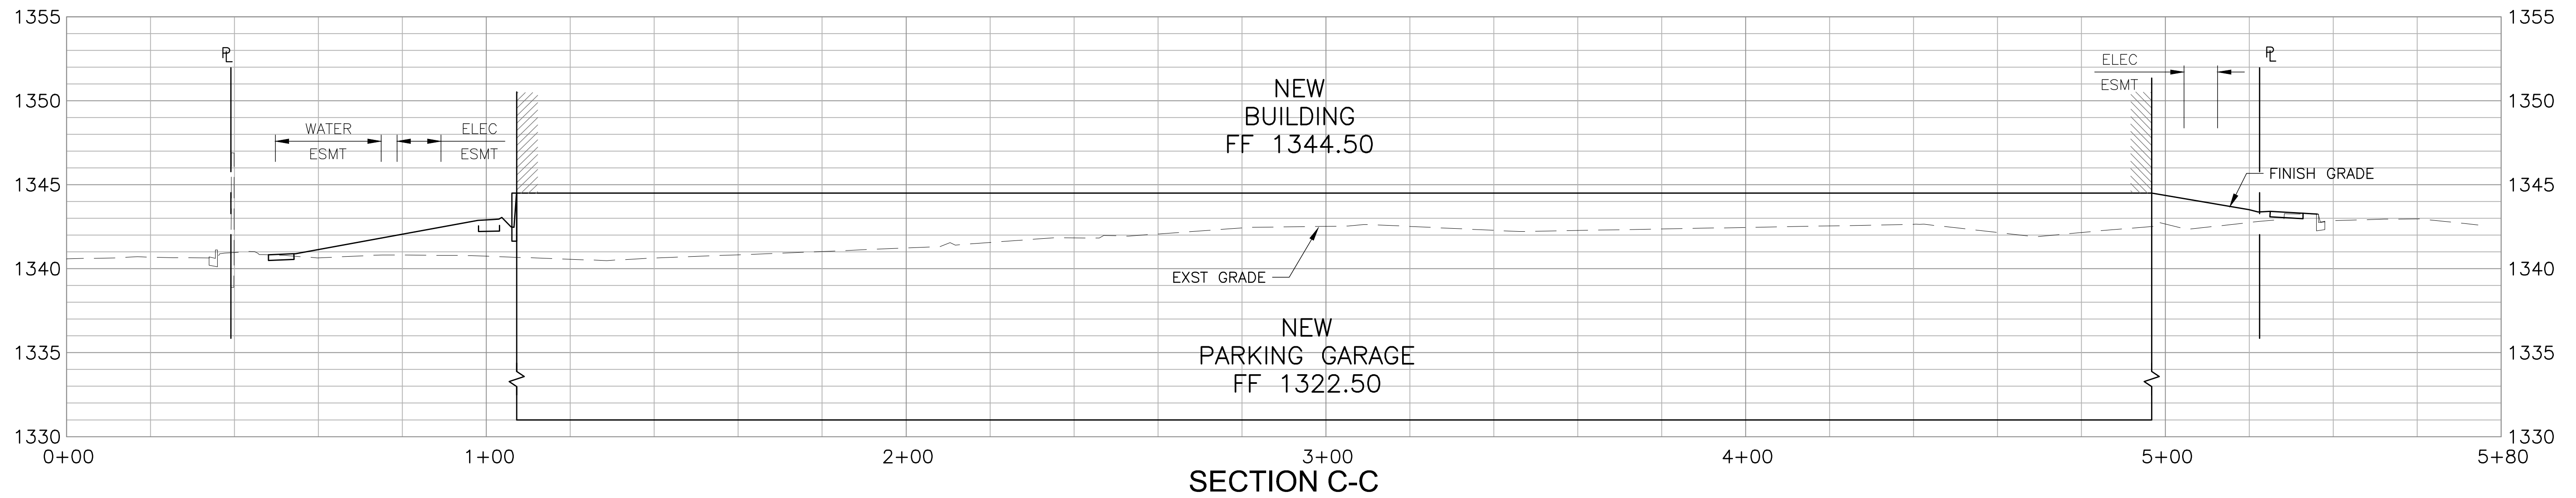 1355
1355
PL
PL
ELEC
ESMT
1350
1350
NEW
BUILDING
FF 1344.50
WATER
ESMT
ELEC
ESMT
1345
1345
FINISH GRADE
1340
1340
EXST GRADE
NEW
PARKING GARAGE
FF 1322.50
1335
1335
1330
1330
0+00
1+00
2+00
3+00
4+00
5+00
5+80
SECTION C-C